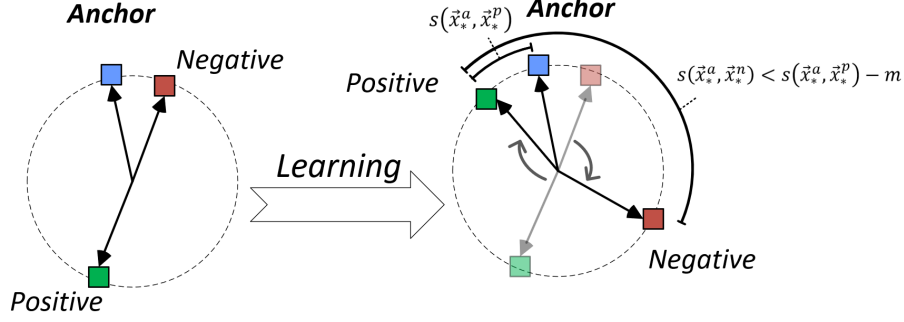 Anchor
Negative
Positive
Learning
s(x⃗*ᵃ, x⃗*ᵖ)
Anchor
Positive
s(x⃗*ᵃ, x⃗*ⁿ) < s(x⃗*ᵃ, x⃗*ᵖ) − m
Negative